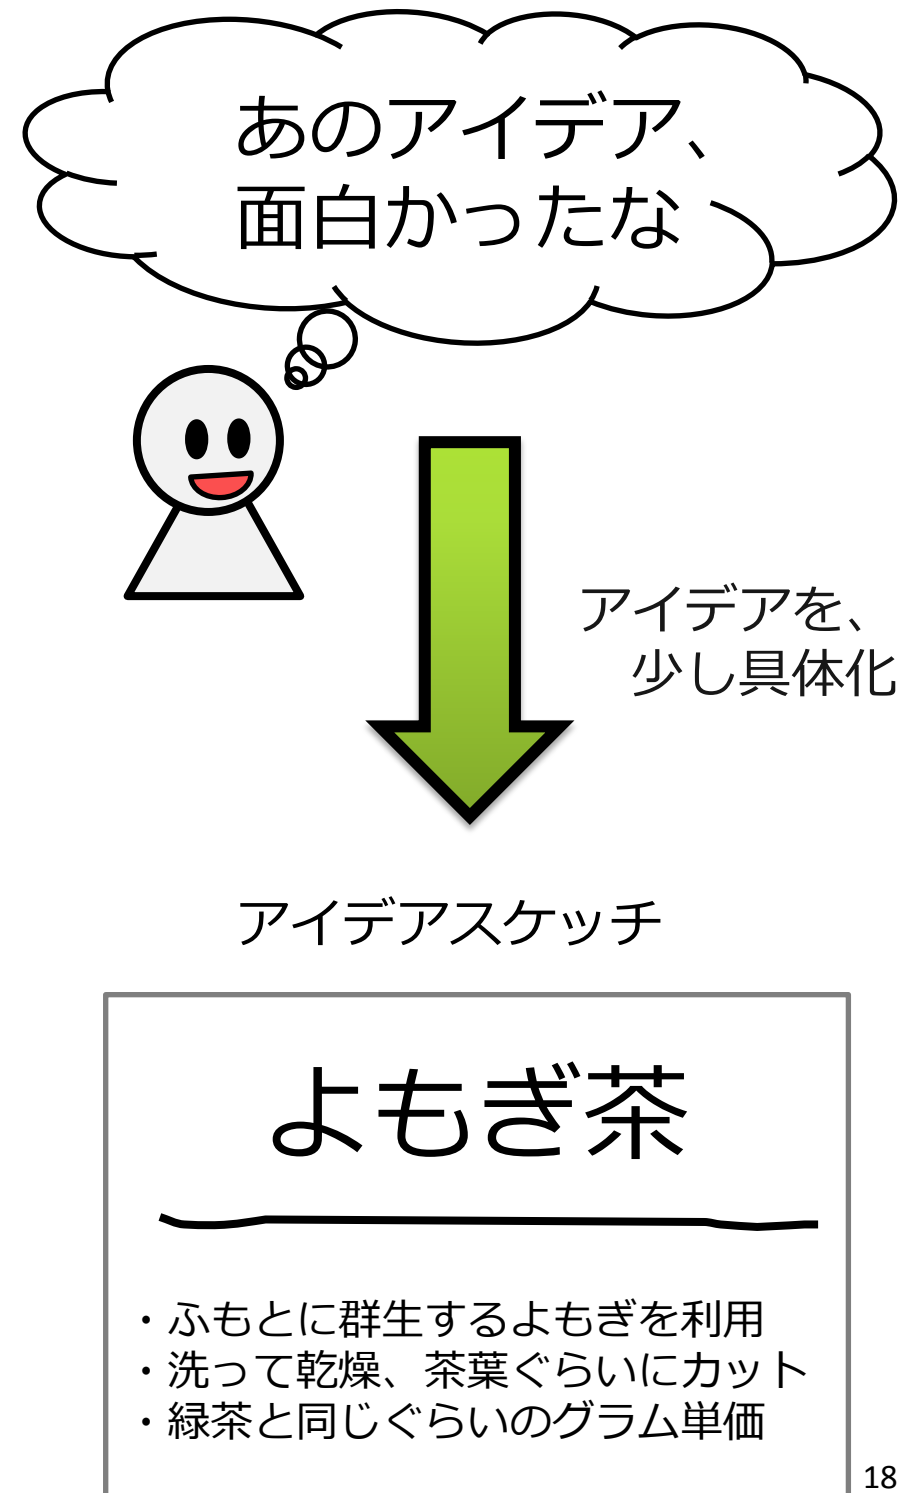 あのアイデア、
面白かったな
アイデアを、
少し具体化
アイデアスケッチ
よもぎ茶
・ふもとに群生するよもぎを利用
・洗って乾燥、茶葉ぐらいにカット
・緑茶と同じぐらいのグラム単価
18